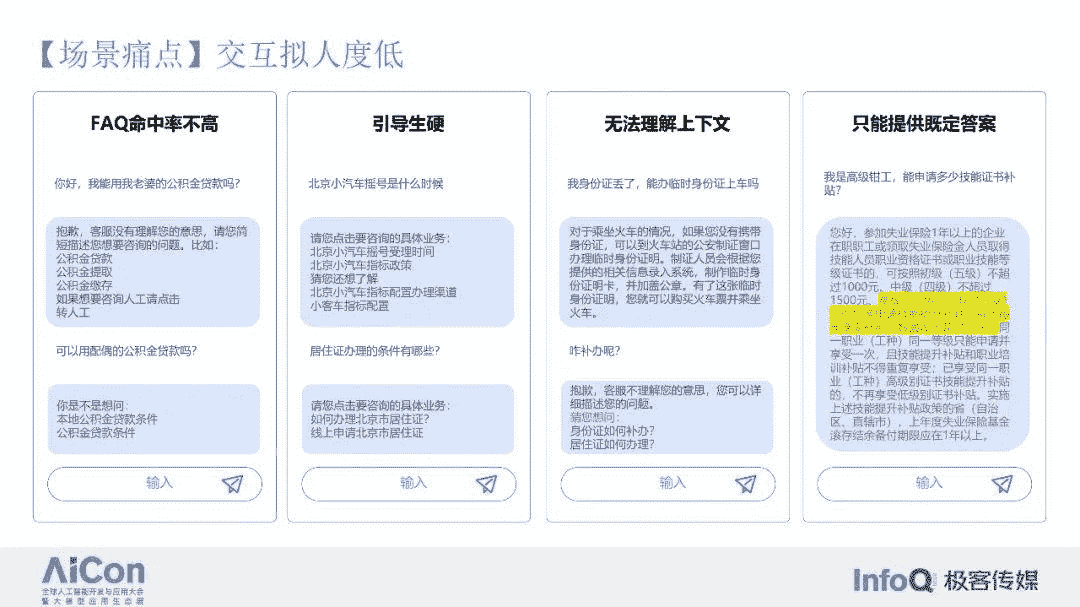 【场景痛点】交互拟人度低
FAQ命中率不高
你好，我能用我老婆的公积金贷款吗？
抱歉，客服没有理解您的意思，请您简
短描述您想要咨询的问题。比如：
公积金贷款
公积金提取
公积金缴存
如果想要咨询人工请点击
转人工
可以用配偶的公积金贷款吗？
你是不是想问：
本地公积金贷款条件
公积金贷款条件
输入
引导生硬
北京小汽车摇号是什么时候
请您点击要咨询的具体业务：
北京小汽车摇号受理时间
北京小汽车指标政策
猜您还想了解
北京小汽车指标配置办理渠道
小客车指标配置
居住证办理的条件有哪些？
请您点击要咨询的具体业务：
如何办理北京市居住证？
线上申请北京市居住证
输入
无法理解上下文
我身份证丢了，能办临时身份证上车吗
对于乘坐火车的情况，如果您没有携带
身份证，可以到火车站的公安制证窗口
办理临时身份证明。制证人员会根据您
提供的相关信息录入系统，制作临时身
份证明卡，并加盖公章。有了这张临时
身份证明，您就可以购买火车票并乘坐
火车。
咋补办呢？
抱歉，客服不理解您的意思，您可以详
细描述您的问题。
猜您想问：
身份证如何补办？
居住证如何办理？
输入
只能提供既定答案
我是高级钳工，能申请多少技能证书补
贴？
您好，参加失业保险1年以上的企业
在职职工或领取失业保险金人员取得
技能人员职业资格证书或职业技能等
级证书的，可按照初级（五级）不超
过1000元、中级（四级）不超过
1500元、
同
一职业（工种）同一等级只能申请并
享受一次，且技能提升补贴和职业培
训补贴不得重复享受；已享受同一职
业（工种）高级别证书技能提升补贴
的，不再享受低级别证书补贴。实施
上述技能提升补贴政策的省（自治
区、直辖市），上年度失业保险基金
滚存结余备付期限应在1年以上。
输入
AiCon
全球人工智能开发与应用大会
暨大模型应用生态展
InfoQ 极客传媒